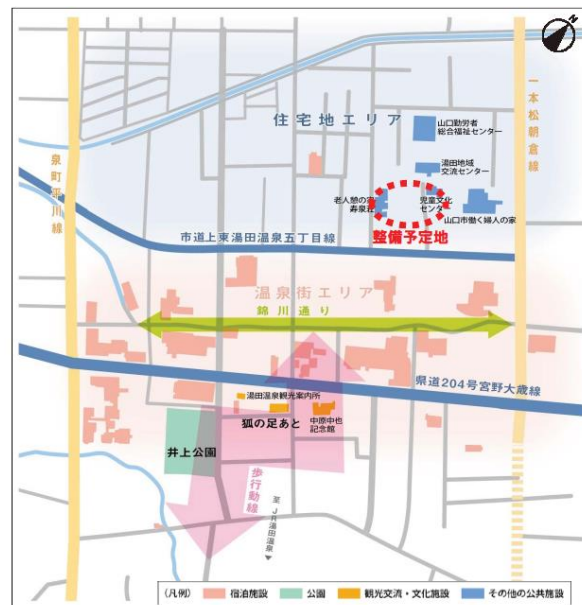 N
一本松朝倉線
住宅地エリア
山口勤労者
総合福祉センター
湯田地域
交流センター
泉町平川線
老人憩の家
寿泉荘
児童文化
センター
山口市働く婦人の家
整備予定地
市道上東湯田温泉五丁目線
温泉街エリア
錦川通り
県道204号宮野大歳線
湯田温泉観光案内所
狐の足あと
中原中也
記念館
井上公園
歩行動線
至 JR湯田温泉▼
(凡例)
宿泊施設
公園
観光交流・文化施設
その他の公共施設